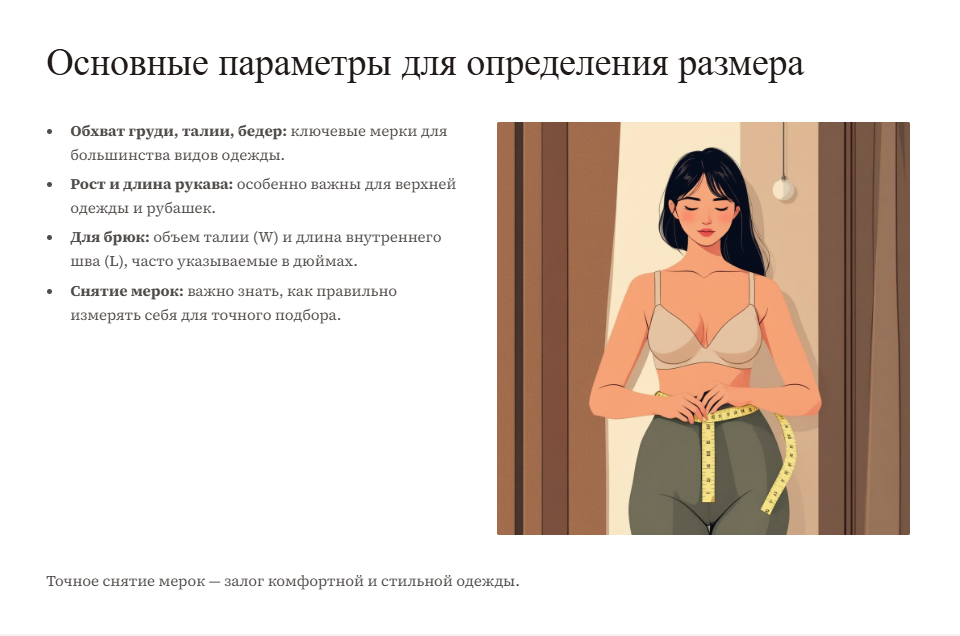 Основные параметры для определения размера
• Обхват груди, талии, бедер: ключевые мерки для
большинства видов одежды.
• Рост и длина рукава: особенно важны для верхней
одежды и рубашек.
• Для брюк: объем талии (W) и длина внутреннего
шва (L), часто указываемые в дюймах.
• Снятие мерок: важно знать, как правильно
измерять себя для точного подбора.
Точное снятие мерок — залог комфортной и стильной одежды.